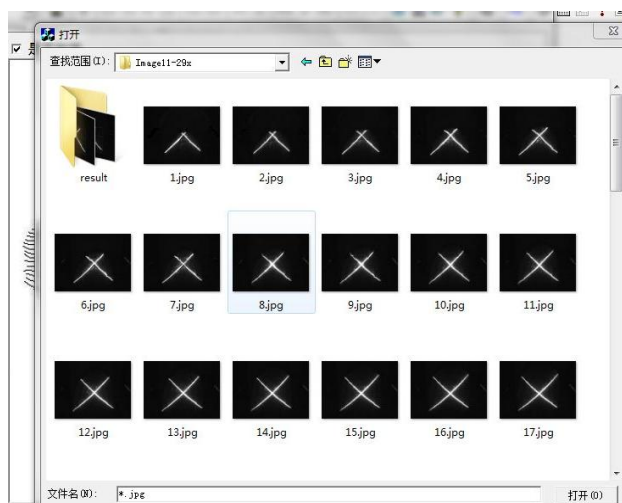 打开
是
查找范围(I):
Image11-29x
result
1.jpg
2.jpg
3.jpg
4.jpg
5.jpg
6.jpg
7.jpg
8.jpg
9.jpg
10.jpg
11.jpg
12.jpg
13.jpg
14.jpg
15.jpg
16.jpg
17.jpg
文件名(N):
*.jpg
打开(O)